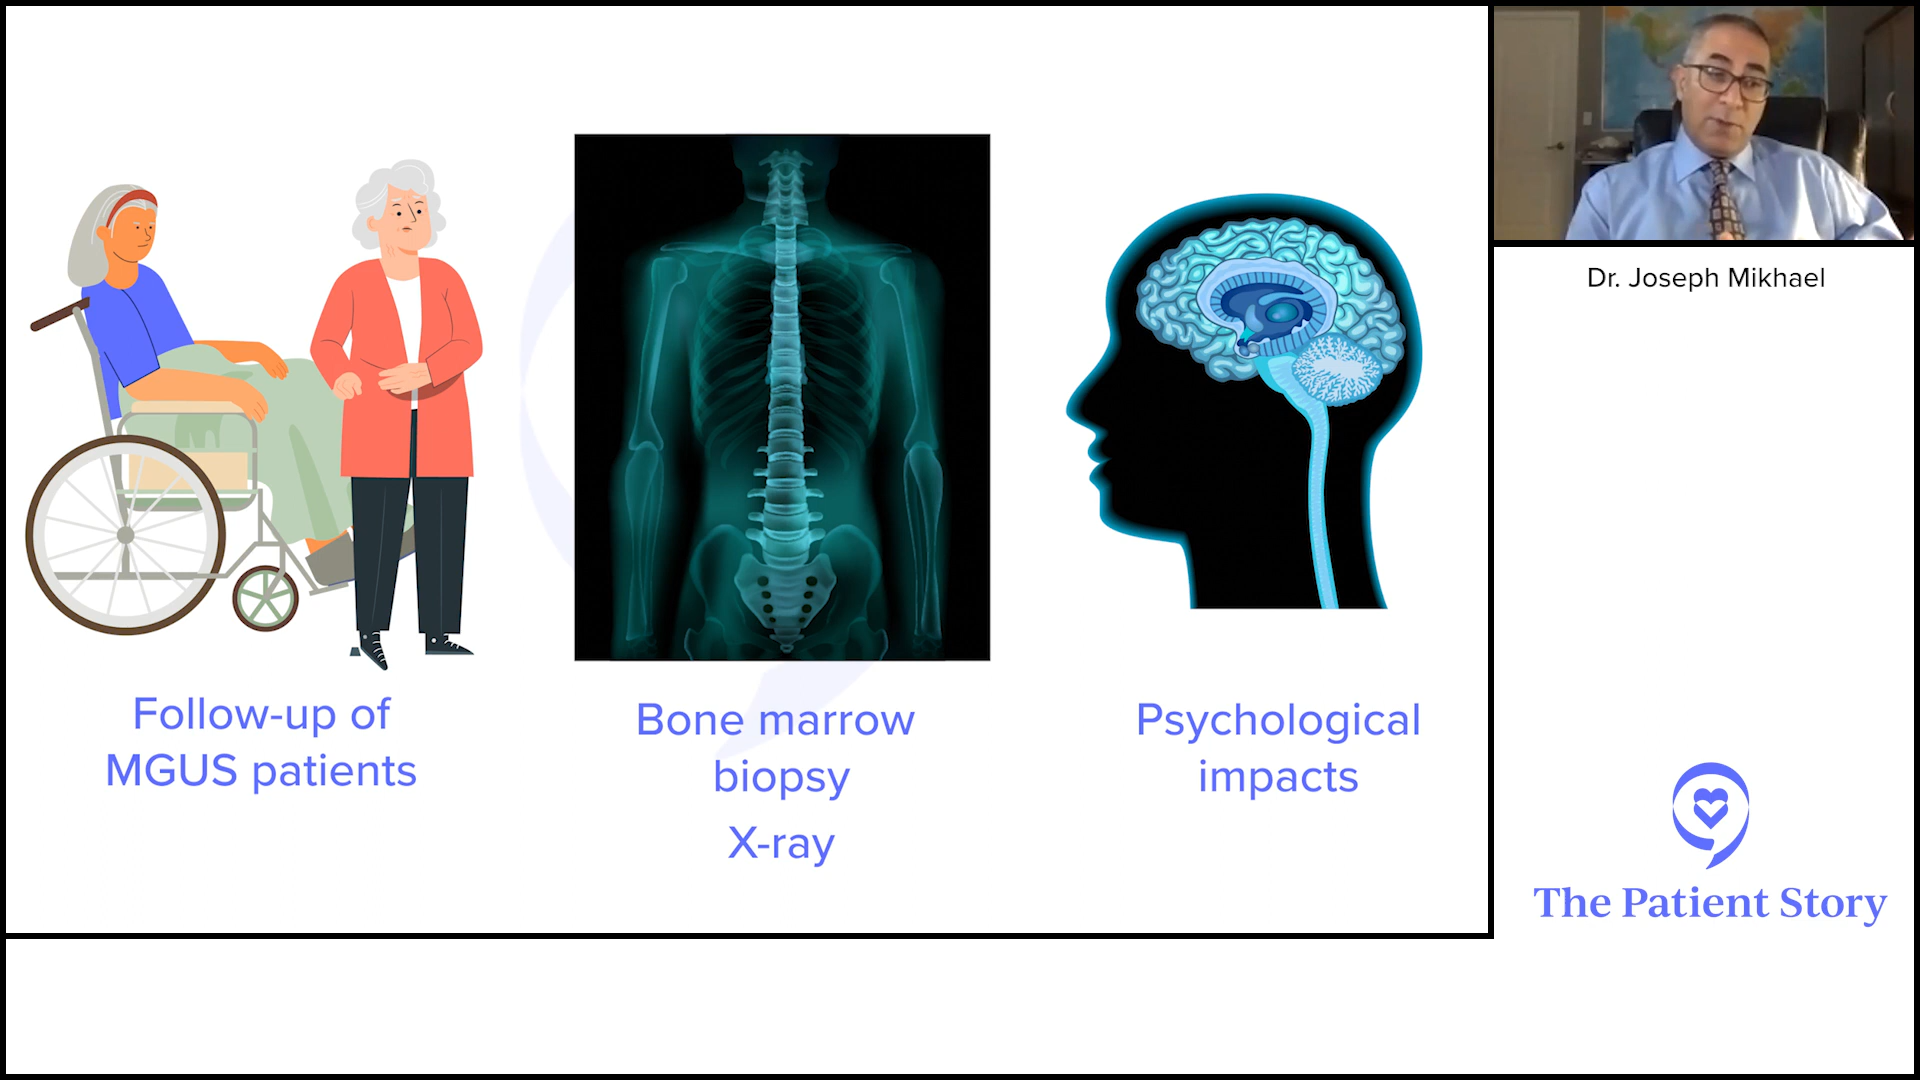 Follow-up of
MGUS patients
Bone marrow
biopsy
X-ray
Psychological
impacts
Dr. Joseph Mikhael
The Patient Story